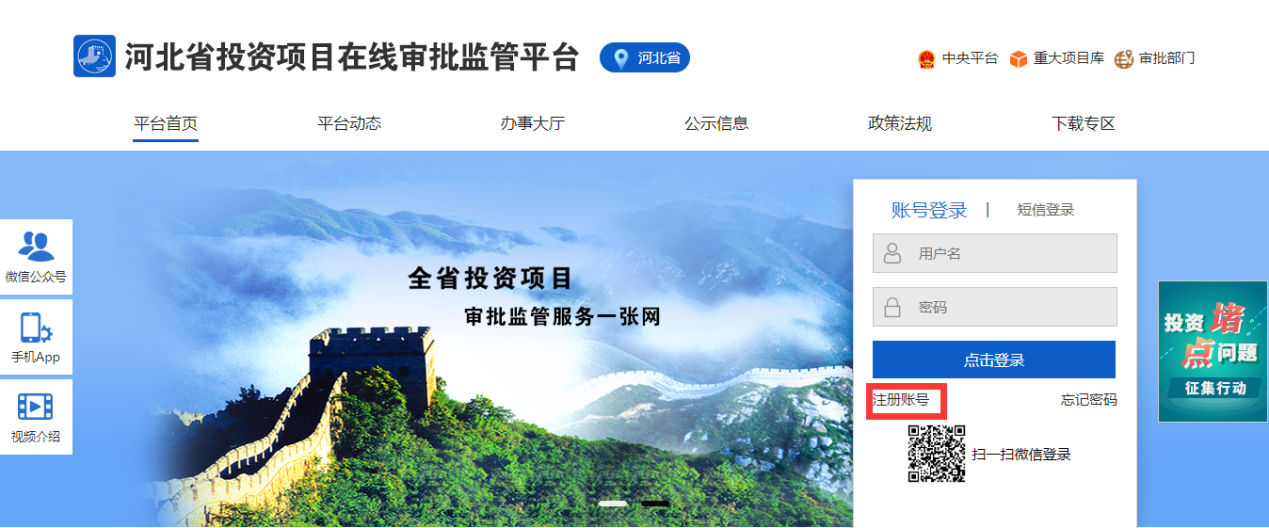 河北省投资项目在线审批监管平台
河北省
中央平台
重大项目库
审批部门
平台首页
平台动态
办事大厅
公示信息
政策法规
下载专区
微信公众号
手机App
视频介绍
全省投资项目
审批监管服务一张网
账号登录 | 短信登录
用户名
密码
点击登录
注册账号
忘记密码
扫一扫微信登录
投资堵
点问题
征集行动